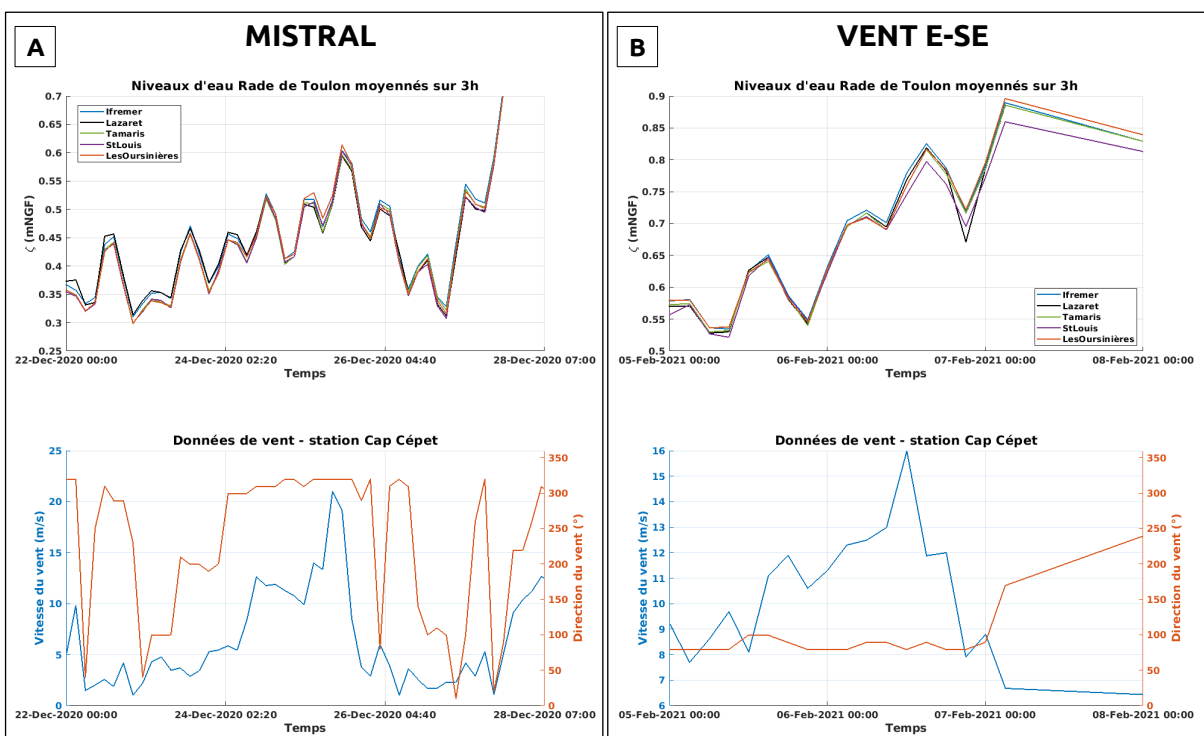 A
MISTRAL
Niveaux d'eau Rade de Toulon moyennés sur 3h
0.7
0.65
0.6
0.55
0.5
0.45
0.4
0.35
0.3
0.25
ζ (mNGF)
Ifremer
Lazaret
Tamaris
StLouis
LesOursinières
22-Dec-2020 00:00
24-Dec-2020 02:20
26-Dec-2020 04:40
28-Dec-2020 07:00
Temps
Données de vent - station Cap Cépet
25
20
15
10
5
0
Vitesse du vent (m/s)
350
300
250
200
150
100
50
0
Direction du vent (°)
22-Dec-2020 00:00
24-Dec-2020 02:20
26-Dec-2020 04:40
28-Dec-2020 07:00
Temps
B
VENT E-SE
Niveaux d'eau Rade de Toulon moyennés sur 3h
0.9
0.85
0.8
0.75
0.7
0.65
0.6
0.55
0.5
ζ (mNGF)
Ifremer
Lazaret
Tamaris
StLouis
LesOursinières
05-Feb-2021 00:00
06-Feb-2021 00:00
07-Feb-2021 00:00
08-Feb-2021 00:00
Temps
Données de vent - station Cap Cépet
16
15
14
13
12
11
10
9
8
7
6
Vitesse du vent (m/s)
350
300
250
200
150
100
50
0
Direction du vent (°)
05-Feb-2021 00:00
06-Feb-2021 00:00
07-Feb-2021 00:00
08-Feb-2021 00:00
Temps